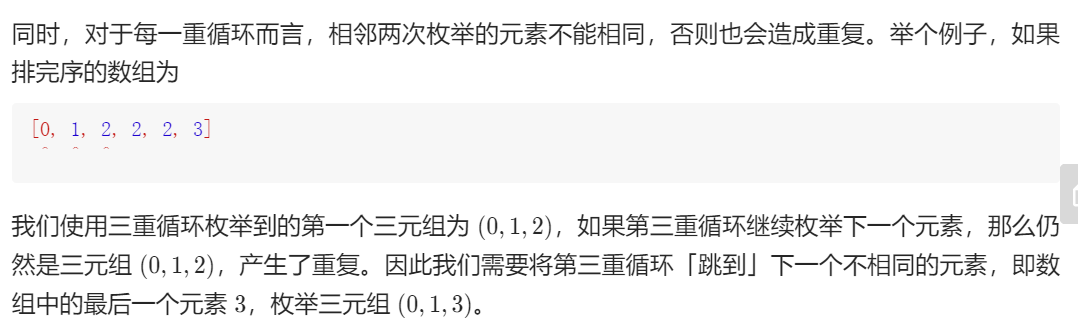 同时，对于每一重循环而言，相邻两次枚举的元素不能相同，否则也会造成重复。举个例子，如果
排完序的数组为
[0, 1, 2, 2, 2, 3]
^ ^ ^
我们使用三重循环枚举到的第一个三元组为 (0, 1, 2)，如果第三重循环继续枚举下一个元素，那么仍
然是三元组 (0, 1, 2)，产生了重复。因此我们需要将第三重循环「跳到」下一个不相同的元素，即数
组中的最后一个元素 3，枚举三元组 (0, 1, 3)。